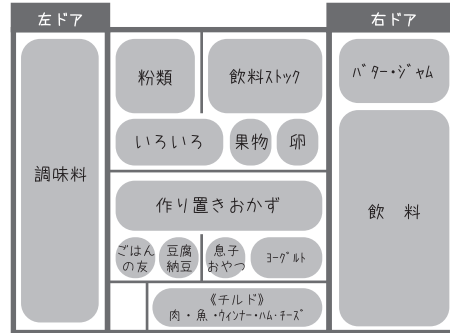 左ドア
右ドア
粉類
飲料ｽﾄｯｸ
ﾊﾞﾀｰ・ｼﾞｬﾑ
いろいろ
果物
卵
調味料
作り置きおかず
飲　料
ごはん
の友
豆腐
納豆
息子
おやつ
ﾖｰｸﾞﾙﾄ
《チルド》
肉・魚・ｳｨﾝﾅｰ・ﾊﾑ・ﾁｰｽﾞ